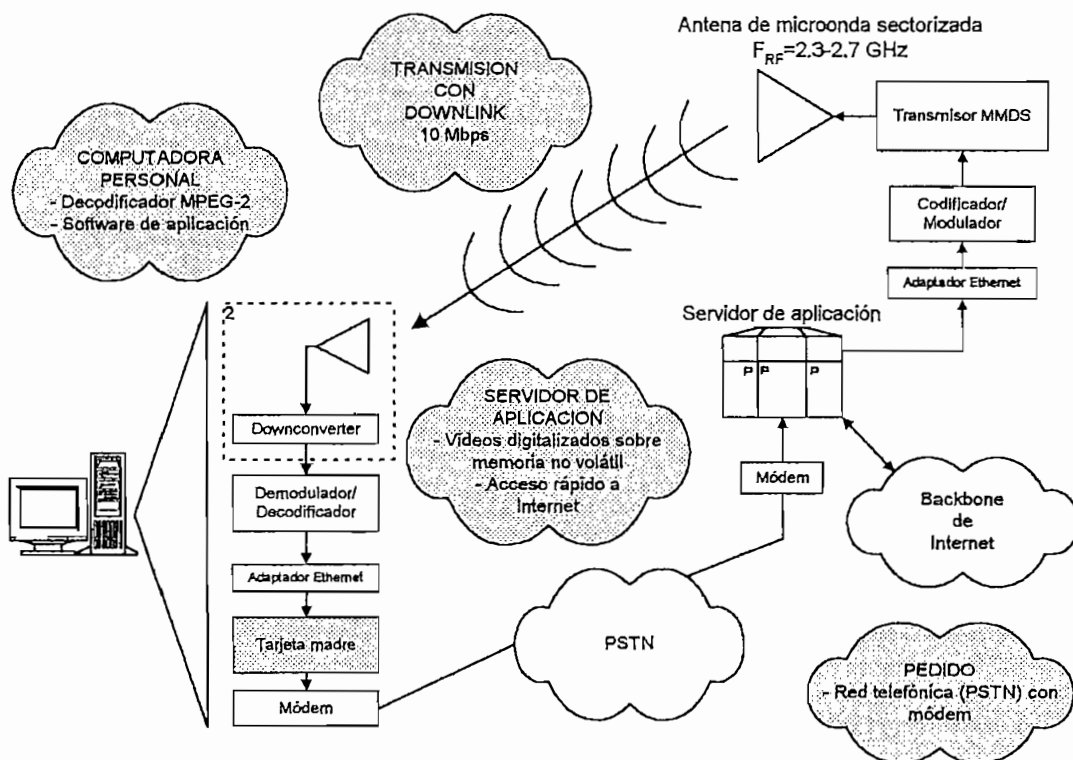 Antena de microonda sectorizada
F_RF=2.3-2.7 GHz
TRANSMISION
CON
DOWNLINK
10 Mbps
Transmisor MMDS
COMPUTADORA
PERSONAL
- Decodificador MPEG-2
- Software de aplicación
Codificador/
Modulador
Adaptador Ethernet
Servidor de aplicación
P P P
2
Downconverter
SERVIDOR DE
APLICACION
- Vídeos digitalizados sobre
memoria no volátil
- Acceso rápido a
Internet
Demodulador/
Decodificador
Módem
Backbone
de
Internet
Adaptador Ethernet
Tarjeta madre
PSTN
Módem
PEDIDO
- Red telefónica (PSTN) con
módem